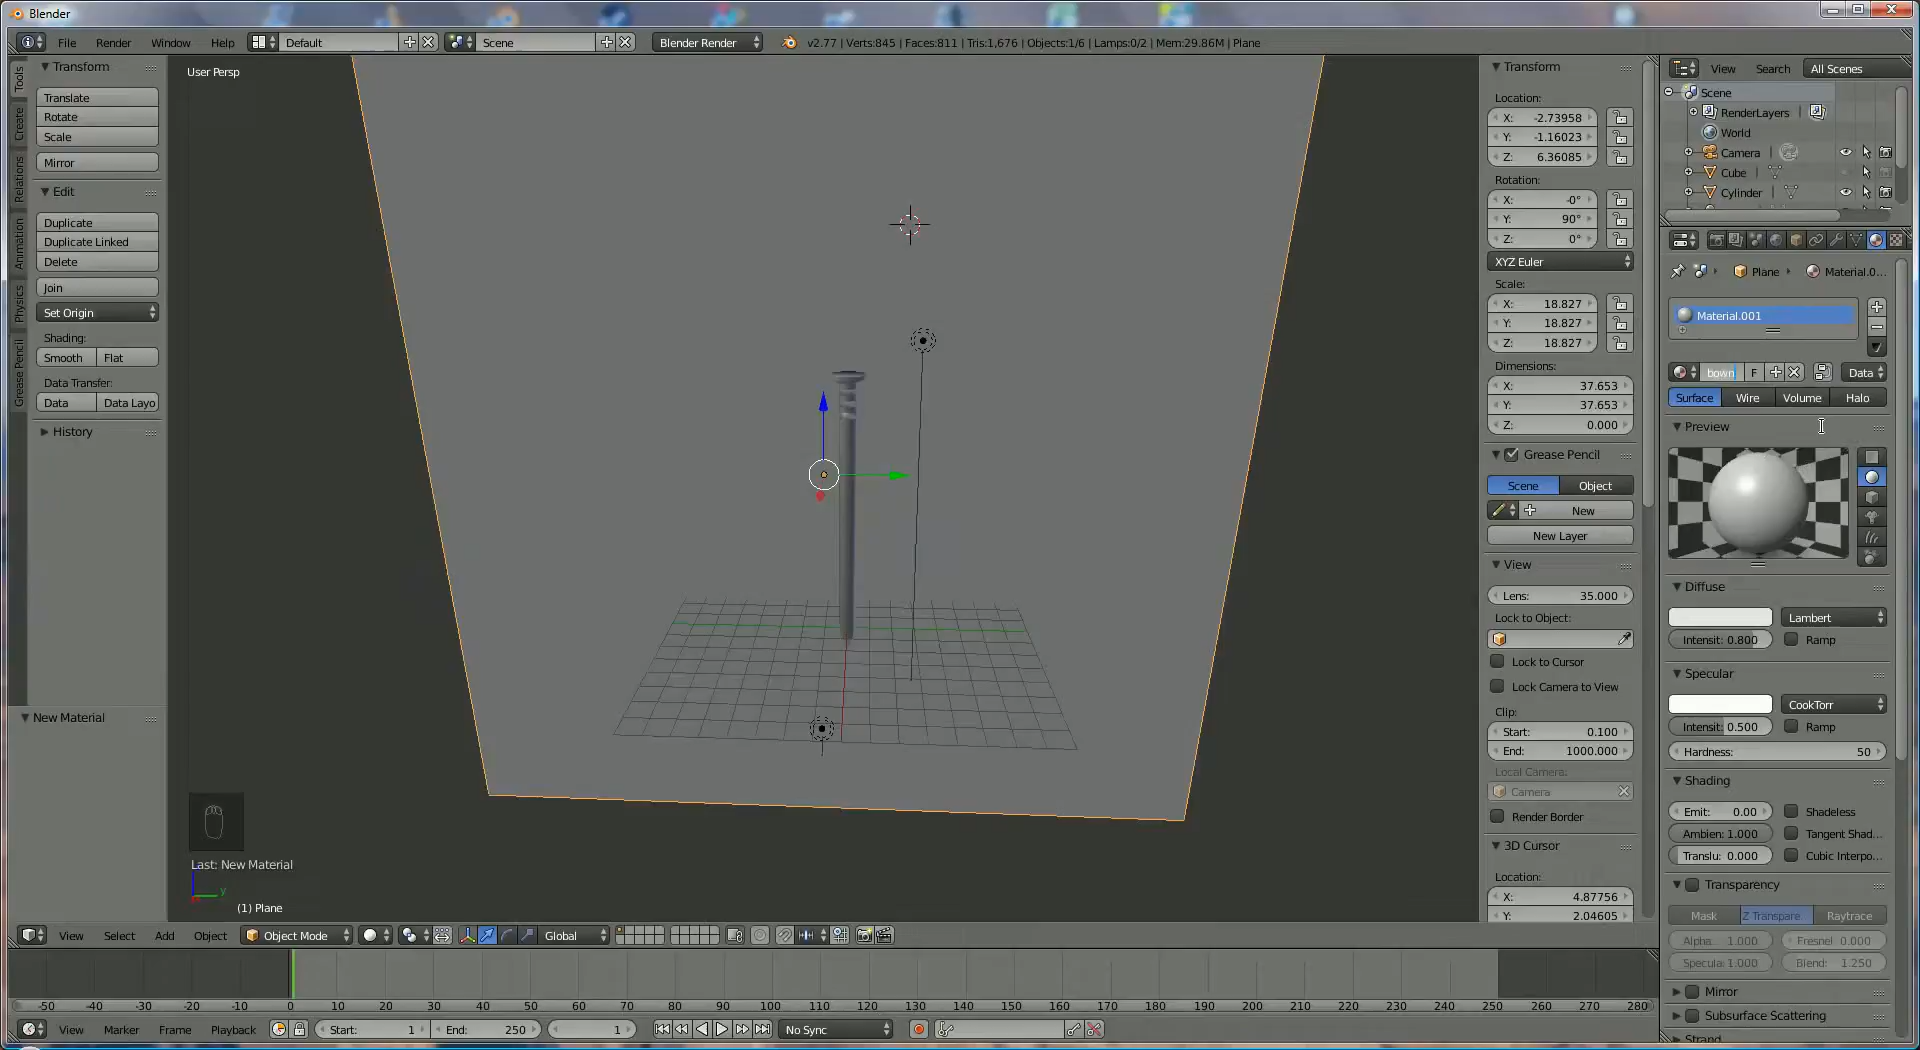 Blender
File Render Window Help Default Scene Blender Render v2.77 | Verts:845 | Faces:811 | Tris:1,676 | Objects:1/6 | Lamps:0/2 | Mem:29.86M | Plane
Tools
Create
Relations
Animation
Physics
Grease Pencil
Transform
Translate
Rotate
Scale
Mirror
Edit
Duplicate
Duplicate Linked
Delete
Join
Set Origin
Shading:
Smooth Flat
Data Transfer:
Data Data Layo
History
New Material
User Persp
Last: New Material
y
(1) Plane
Transform
Location:
X: -2.73958
Y: -1.16023
Z: 6.36085
Rotation:
X: -0°
Y: 90°
Z: 0°
XYZ Euler
Scale:
X: 18.827
Y: 18.827
Z: 18.827
Dimensions:
X: 37.653
Y: 37.653
Z: 0.000
Grease Pencil
Scene Object
New
New Layer
View
Lens: 35.000
Lock to Object:
Lock to Cursor
Lock Camera to View
Clip:
Start: 0.100
End: 1000.000
Local Camera:
Camera
Render Border
3D Cursor
Location:
X: 4.87756
Y: 2.04605
View Search All Scenes
Scene
RenderLayers
World
Camera
Cube
Cylinder
Plane Material.0...
Material.001
bown F Data
Surface Wire Volume Halo
Preview
Diffuse
Lambert
Intensit: 0.800 Ramp
Specular
CookTorr
Intensit: 0.500 Ramp
Hardness: 50
Shading
Emit: 0.00 Shadeless
Ambien: 1.000 Tangent Shad...
Translu: 0.000 Cubic Interpo...
Transparency
Mask Z Transpare Raytrace
Alpha: 1.000 Fresnel 0.000
Specula: 1.000 Blend: 1.250
Mirror
Subsurface Scattering
Strand
View Select Add Object Object Mode Global
-50 -40 -30 -20 -10 0 10 20 30 40 50 60 70 80 90 100 110 120 130 140 150 160 170 180 190 200 210 220 230 240 250 260 270 280
View Marker Frame Playback Start: 1 End: 250 1 No Sync